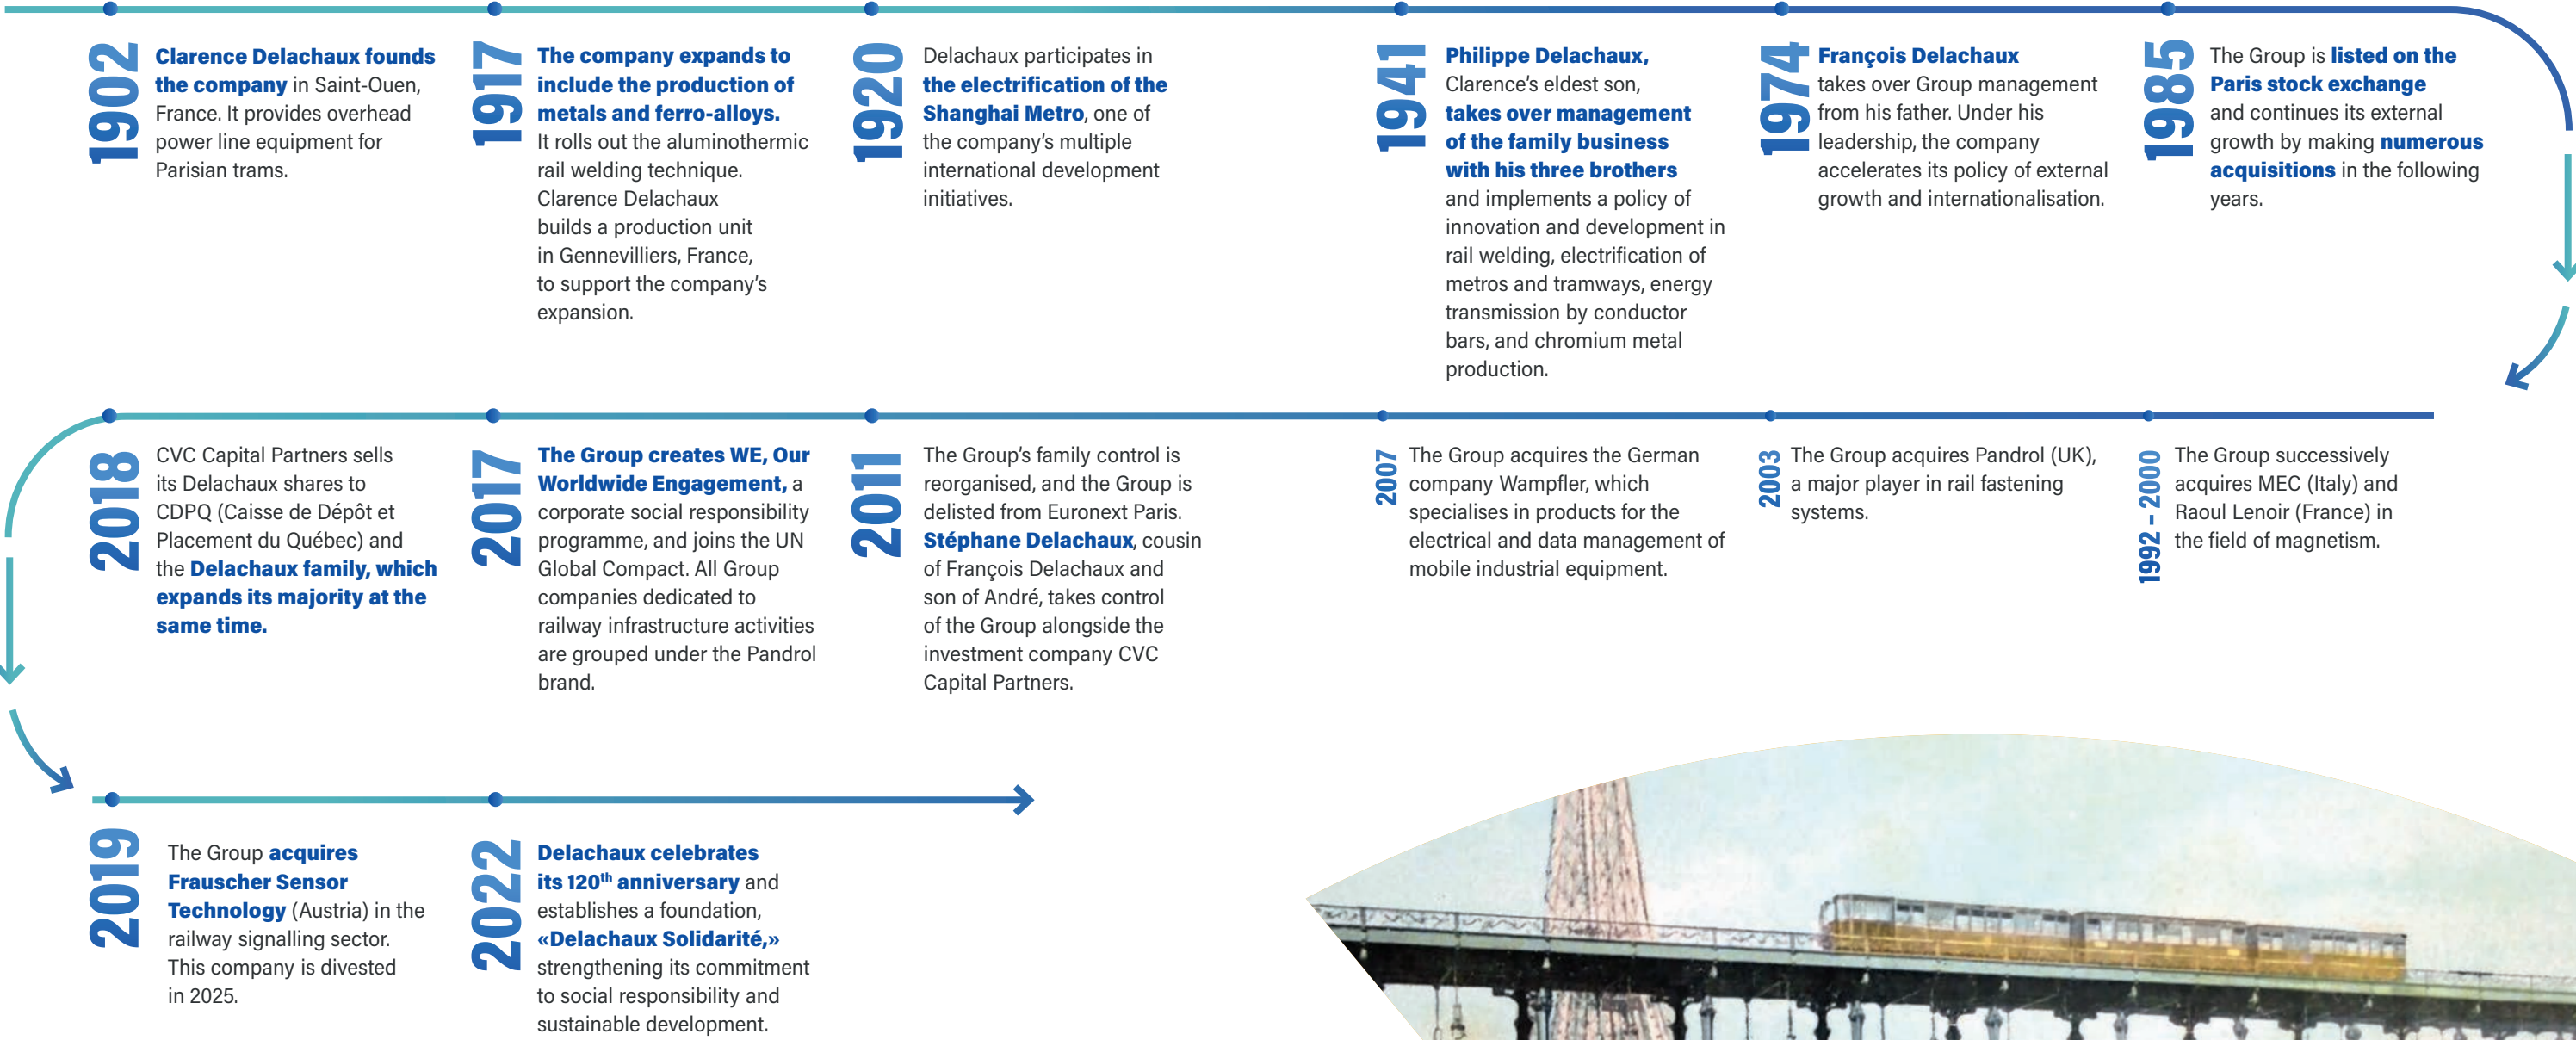 1902
Clarence Delachaux founds
the company in Saint-Ouen,
France. It provides overhead
power line equipment for
Parisian trams.
1917
The company expands to
include the production of
metals and ferro-alloys.
It rolls out the aluminothermic
rail welding technique.
Clarence Delachaux
builds a production unit
in Gennevilliers, France,
to support the company's
expansion.
1920
Delachaux participates in
the electrification of the
Shanghai Metro, one of
the company's multiple
international development
initiatives.
1941
Philippe Delachaux,
Clarence's eldest son,
takes over management
of the family business
with his three brothers
and implements a policy of
innovation and development in
rail welding, electrification of
metros and tramways, energy
transmission by conductor
bars, and chromium metal
production.
1974
François Delachaux
takes over Group management
from his father. Under his
leadership, the company
accelerates its policy of external
growth and internationalisation.
1985
The Group is listed on the
Paris stock exchange
and continues its external
growth by making numerous
acquisitions in the following
years.
1992 – 2000
The Group successively
acquires MEC (Italy) and
Raoul Lenoir (France) in
the field of magnetism.
2003
The Group acquires Pandrol (UK),
a major player in rail fastening
systems.
2007
The Group acquires the German
company Wampfler, which
specialises in products for the
electrical and data management of
mobile industrial equipment.
2011
The Group's family control is
reorganised, and the Group is
delisted from Euronext Paris.
Stéphane Delachaux, cousin
of François Delachaux and
son of André, takes control
of the Group alongside the
investment company CVC
Capital Partners.
2017
The Group creates WE, Our
Worldwide Engagement, a
corporate social responsibility
programme, and joins the UN
Global Compact. All Group
companies dedicated to
railway infrastructure activities
are grouped under the Pandrol
brand.
2018
CVC Capital Partners sells
its Delachaux shares to
CDPQ (Caisse de Dépôt et
Placement du Québec) and
the Delachaux family, which
expands its majority at the
same time.
2019
The Group acquires
Frauscher Sensor
Technology (Austria) in the
railway signalling sector.
This company is divested
in 2025.
2022
Delachaux celebrates
its 120th anniversary and
establishes a foundation,
«Delachaux Solidarité,»
strengthening its commitment
to social responsibility and
sustainable development.